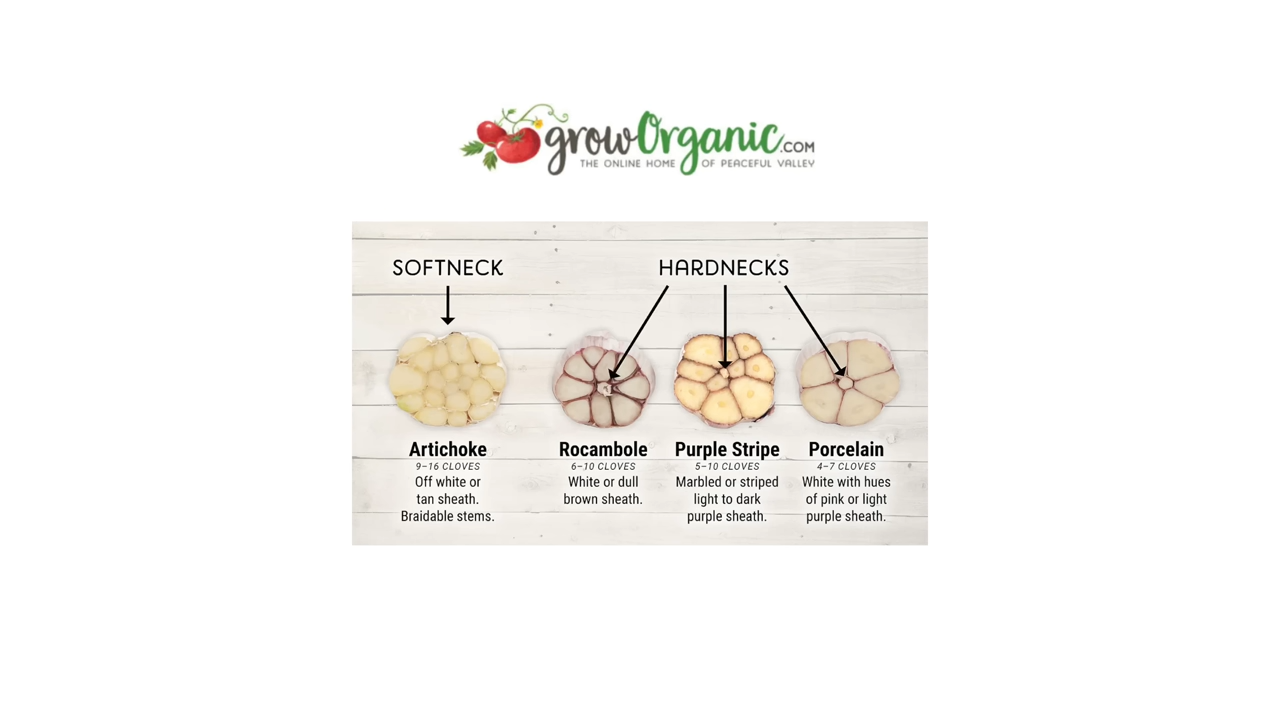 growOrganic.COM
THE ONLINE HOME OF PEACEFUL VALLEY
SOFTNECK
HARDNECKS
Artichoke
9–16 CLOVES
Off white or
tan sheath.
Braidable stems.
Rocambole
6–10 CLOVES
White or dull
brown sheath.
Purple Stripe
5–10 CLOVES
Marbled or striped
light to dark
purple sheath.
Porcelain
4–7 CLOVES
White with hues
of pink or light
purple sheath.